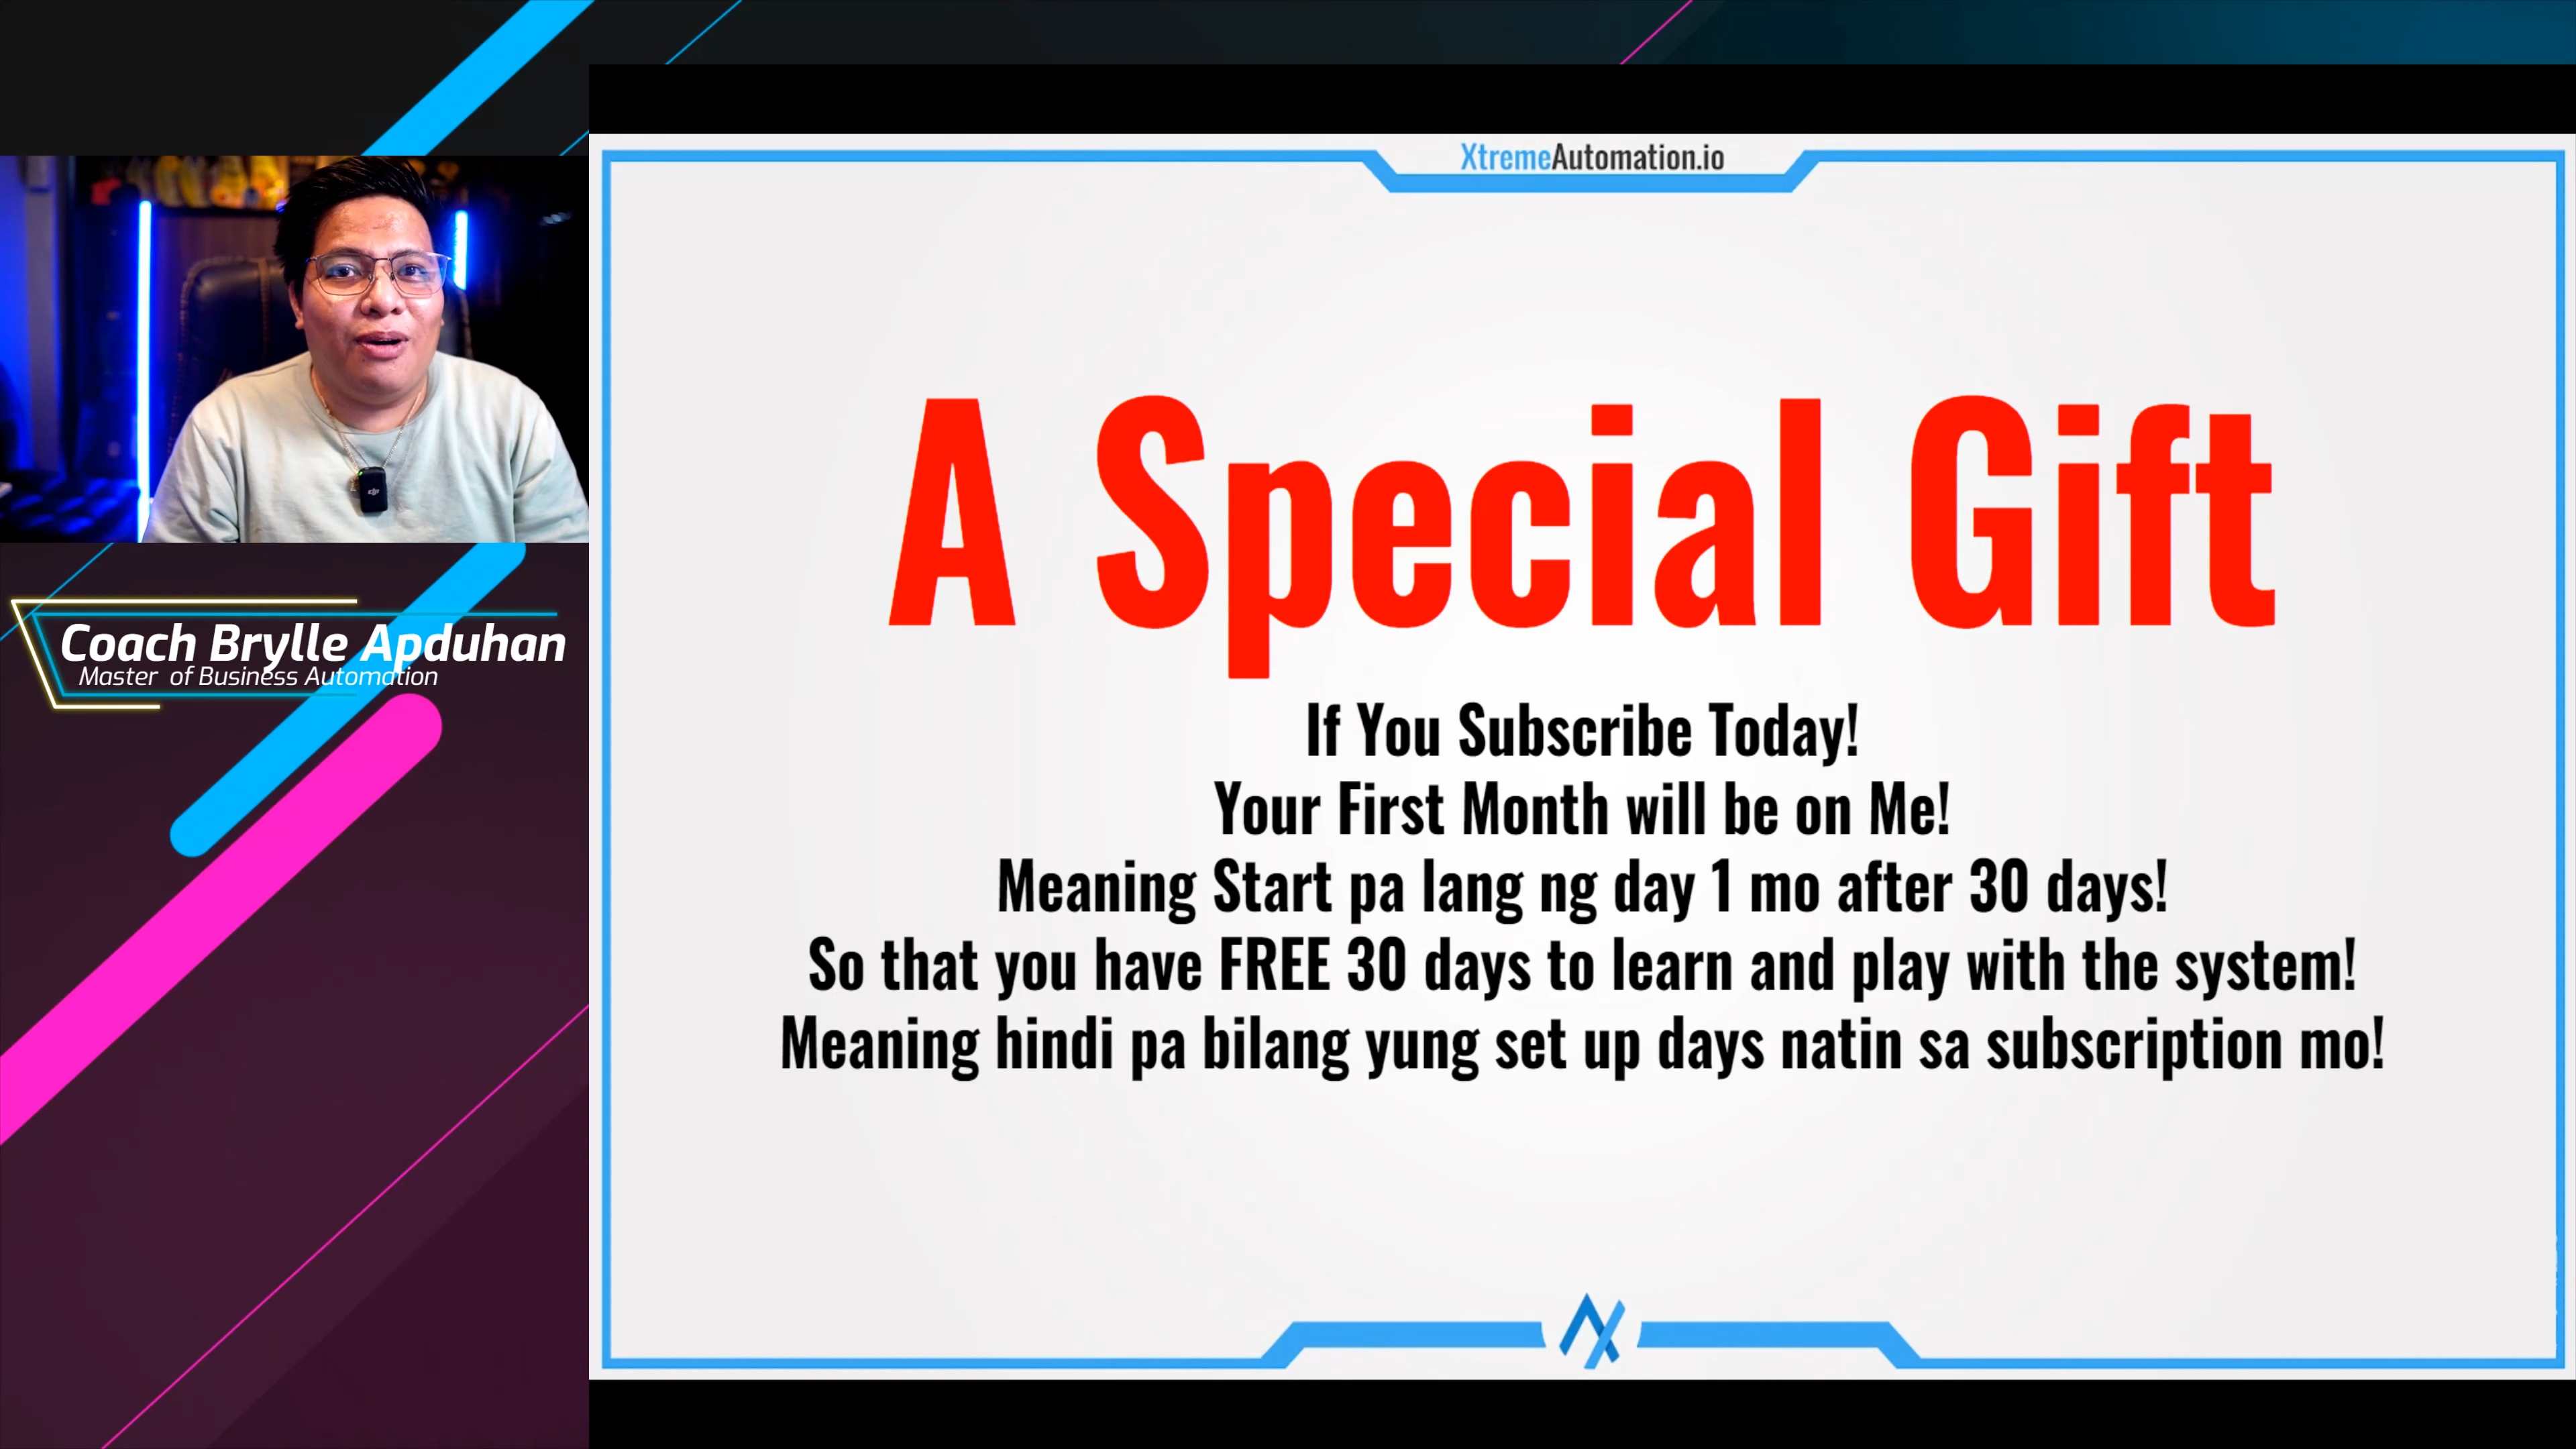 XtremeAutomation.io
Coach Brylle Apduhan
Master of Business Automation
A Special Gift
If You Subscribe Today!
Your First Month will be on Me!
Meaning Start pa lang ng day 1 mo after 30 days!
So that you have FREE 30 days to learn and play with the system!
Meaning hindi pa bilang yung set up days natin sa subscription mo!